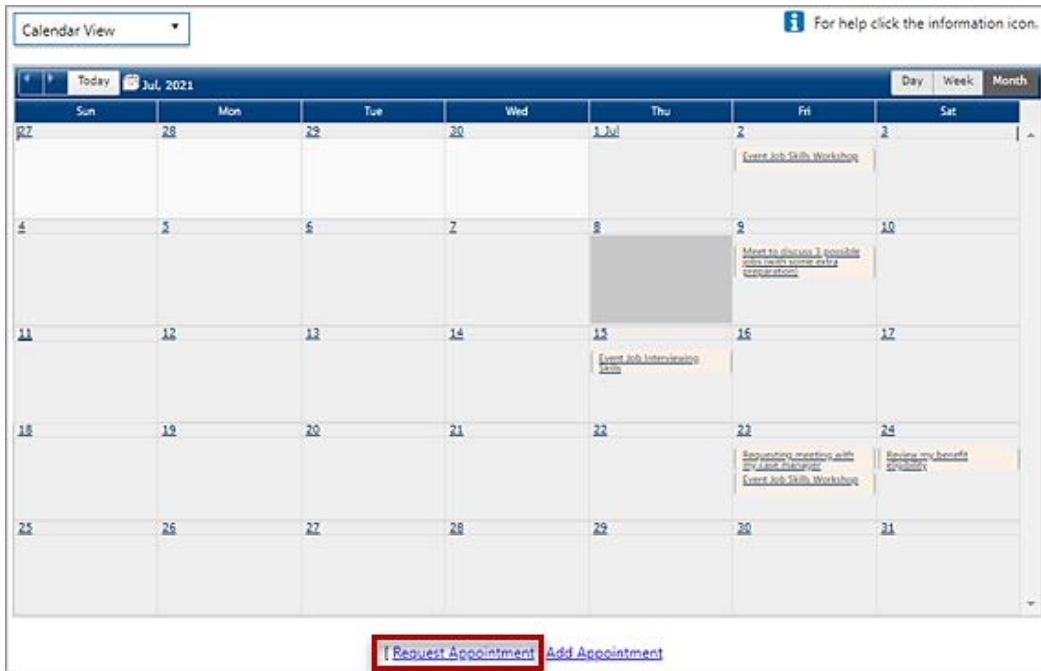 Calendar View
For help click the information icon.
Today Jul, 2021 Day Week Month
Sun Mon Tue Wed Thu Fri Sat
27 28 29 30 1 Jul 2 3
Event Job Skills Workshop
4 5 6 7 8 9 10
Meet to discuss 3 possible
jobs (with some extra
preparation)
11 12 13 14 15 16 17
Event Job Interviewing
Skills
18 19 20 21 22 23 24
Requesting meeting with
my case manager
Event Job Skills Workshop
Review my benefit
eligibility
25 26 27 28 29 30 31
[ Request Appointment Add Appointment